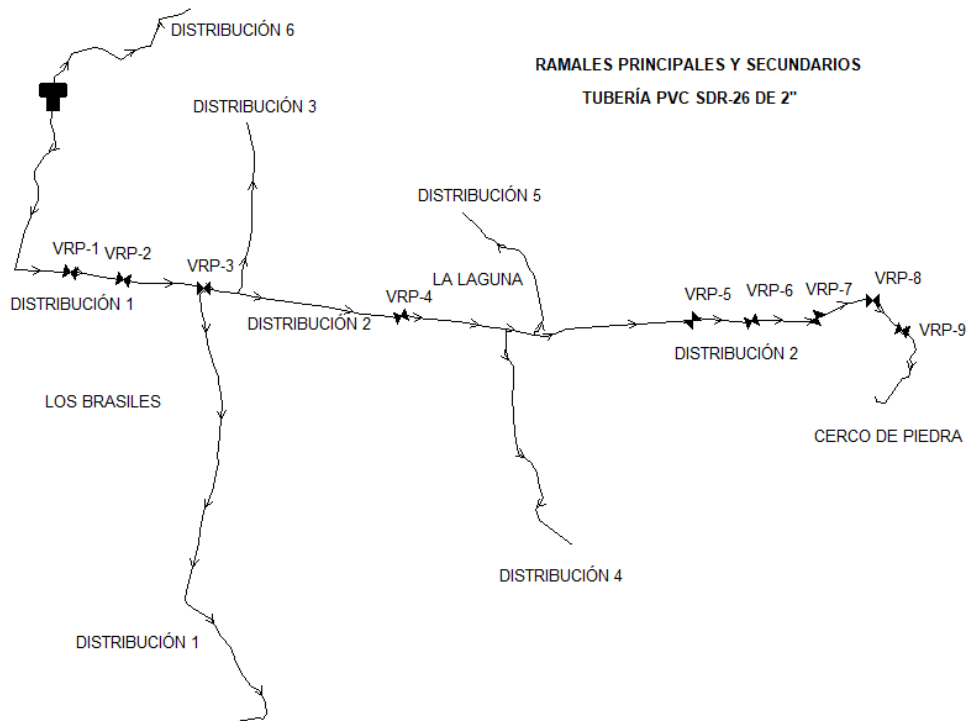 DISTRIBUCIÓN 6
RAMALES PRINCIPALES Y SECUNDARIOS
TUBERÍA PVC SDR-26 DE 2"
DISTRIBUCIÓN 3
DISTRIBUCIÓN 5
VRP-1
VRP-2
VRP-3
LA LAGUNA
VRP-4
VRP-5
VRP-6
VRP-7
VRP-8
VRP-9
DISTRIBUCIÓN 1
DISTRIBUCIÓN 2
DISTRIBUCIÓN 2
LOS BRASILES
CERCO DE PIEDRA
DISTRIBUCIÓN 4
DISTRIBUCIÓN 1